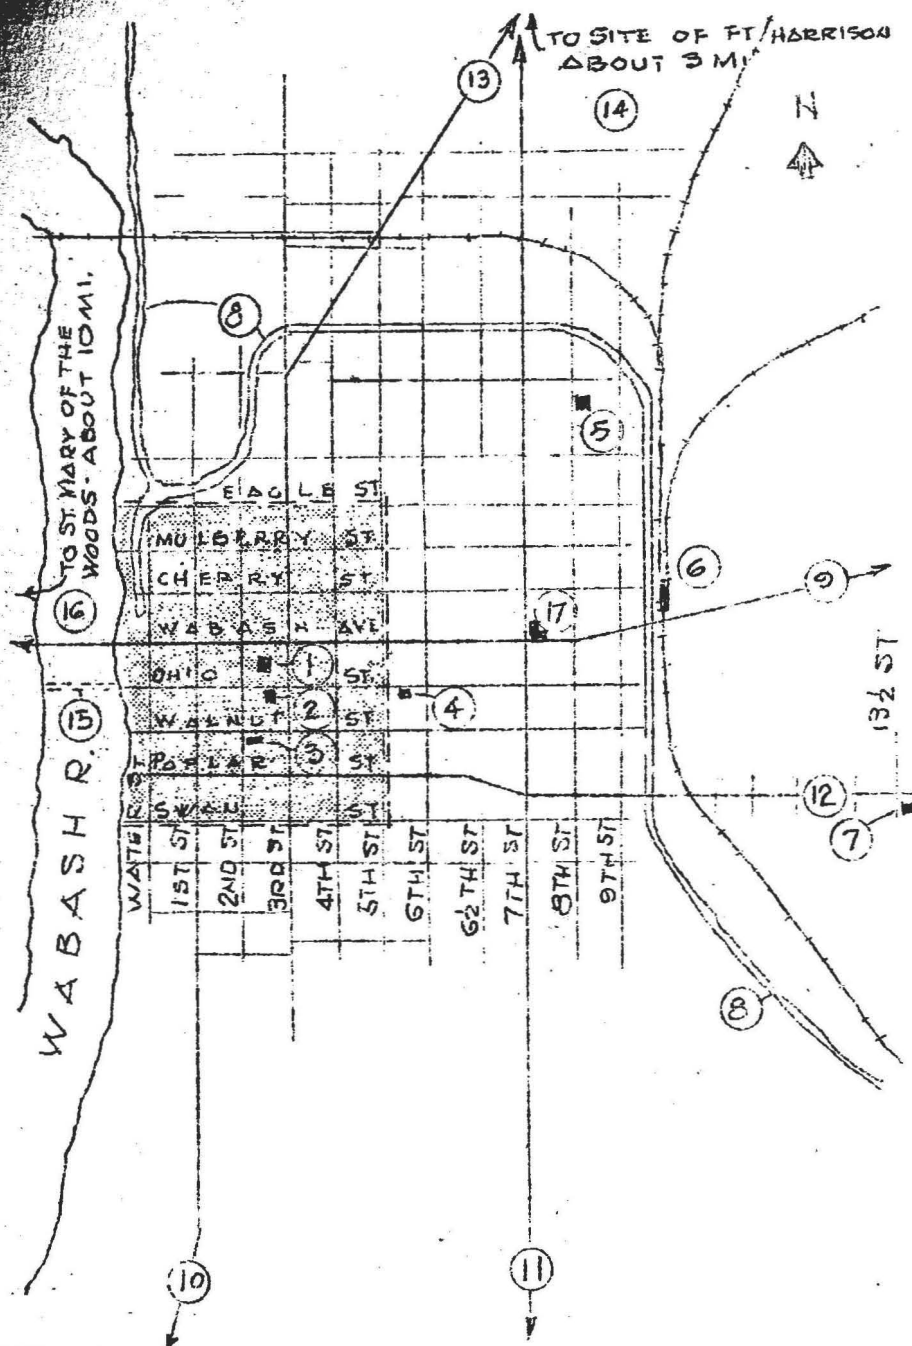 TO SITE OF FT/HARRISON
ABOUT 3 MI.
13
14
N
8
TO ST. MARY OF THE
WOODS - ABOUT 10 MI.
5
EAGLE ST
MULBERRY ST
CHERRY ST
6
9
16
17
WABASH AVE
1
OHIO ST
2
4
13½ ST
15
WALNUT ST
3
POPLAR ST
12
7
SWAN ST
WABASH R.
WATER ST
1ST ST
2ND ST
3RD ST
4TH ST
5TH ST
6TH ST
6½TH ST
7TH ST
8TH ST
9TH ST
8
10
11